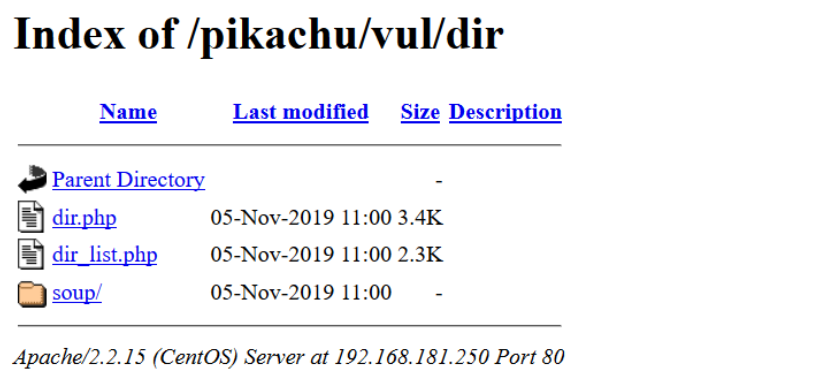 Index of /pikachu/vul/dir
Name Last modified Size Description
Parent Directory -
dir.php 05-Nov-2019 11:00 3.4K
dir_list.php 05-Nov-2019 11:00 2.3K
soup/ 05-Nov-2019 11:00 -
Apache/2.2.15 (CentOS) Server at 192.168.181.250 Port 80